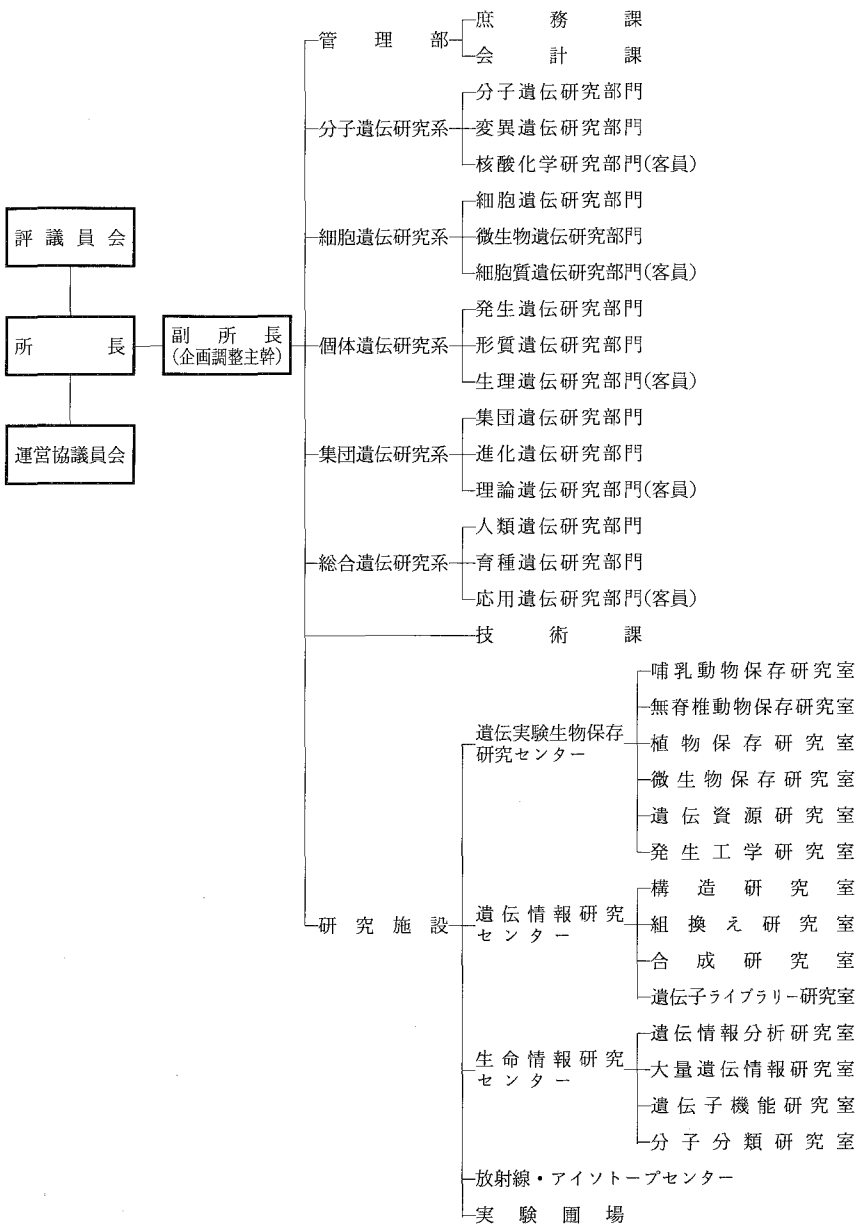 評議員会
所長
運営協議員会
副所長
(企画調整主幹)
管理部
庶務課
会計課
分子遺伝研究系
分子遺伝研究部門
変異遺伝研究部門
核酸化学研究部門(客員)
細胞遺伝研究系
細胞遺伝研究部門
微生物遺伝研究部門
細胞質遺伝研究部門(客員)
個体遺伝研究系
発生遺伝研究部門
形質遺伝研究部門
生理遺伝研究部門(客員)
集団遺伝研究系
集団遺伝研究部門
進化遺伝研究部門
理論遺伝研究部門(客員)
総合遺伝研究系
人類遺伝研究部門
育種遺伝研究部門
応用遺伝研究部門(客員)
技術課
研究施設
遺伝実験生物保存
研究センター
哺乳動物保存研究室
無脊椎動物保存研究室
植物保存研究室
微生物保存研究室
遺伝資源研究室
発生工学研究室
遺伝情報研究
センター
構造研究室
組換え研究室
合成研究室
遺伝子ライブラリー研究室
生命情報研究
センター
遺伝情報分析研究室
大量遺伝情報研究室
遺伝子機能研究室
分子分類研究室
放射線・アイソトープセンター
実験圃場